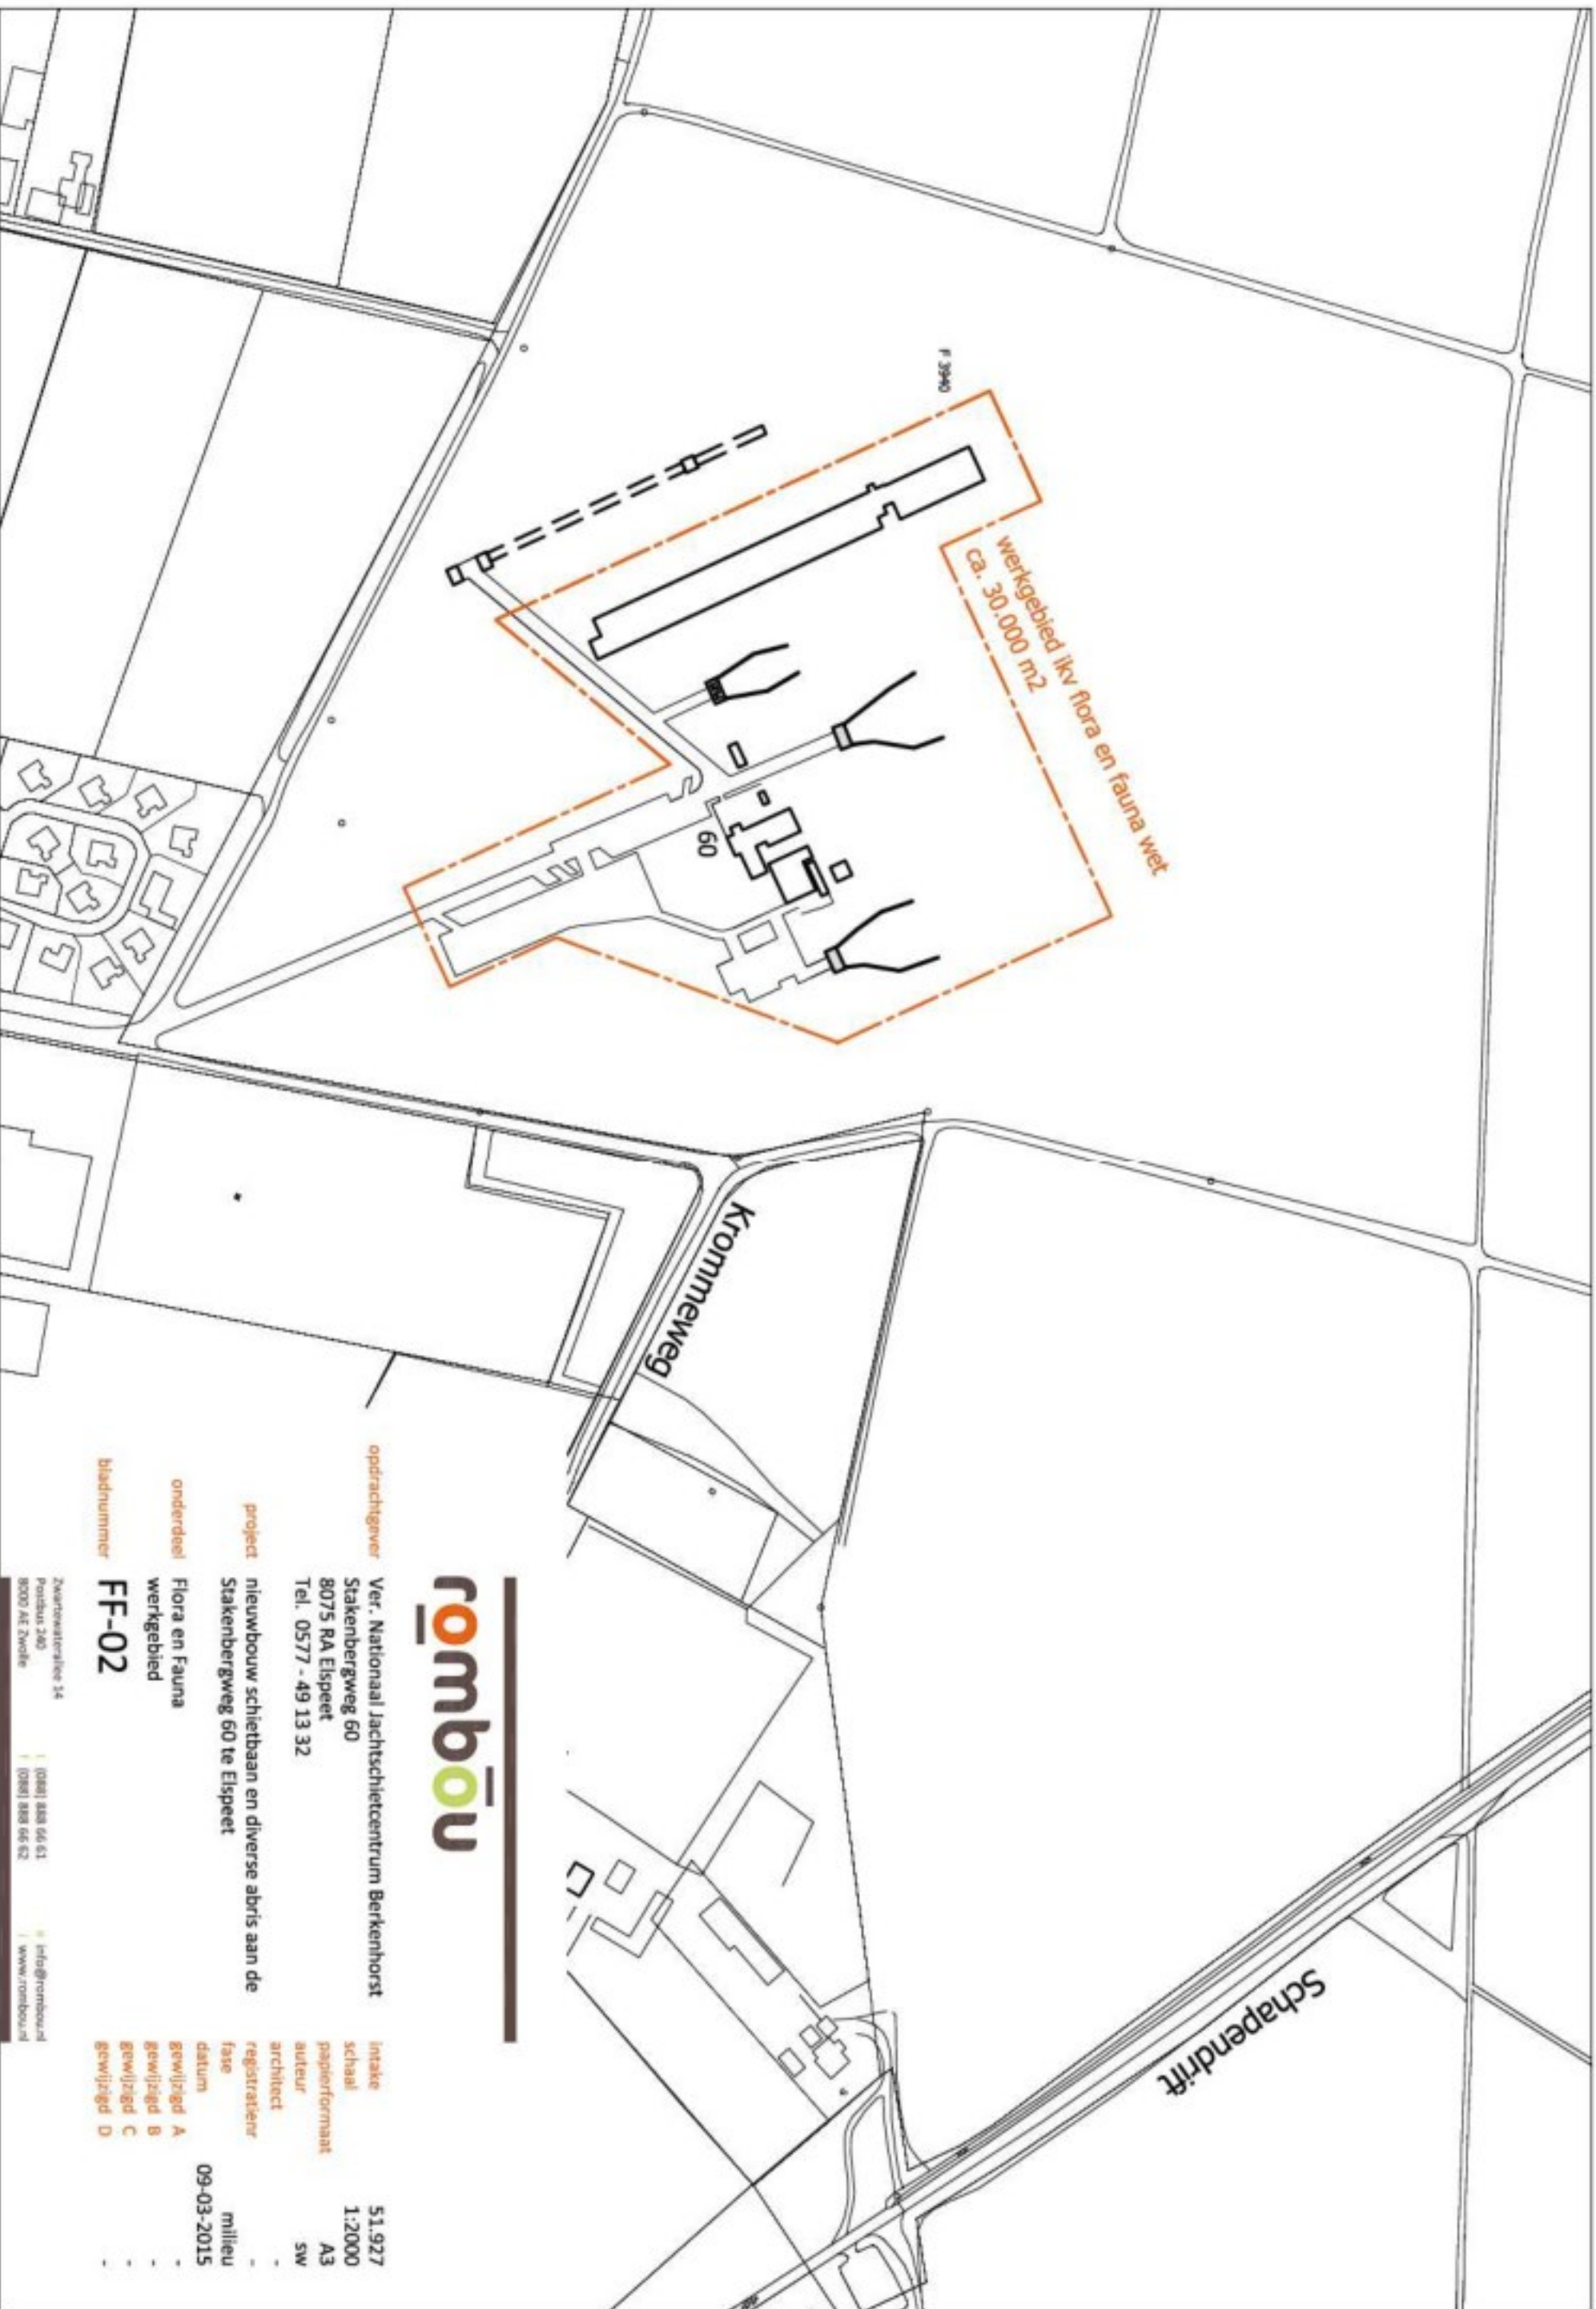 F 3940
werkgebied ikv flora en fauna wet
ca. 30.000 m2
60
Krommeweg
Schapendrift
rombou
opdrachtgever Ver. Nationaal Jachtschietcentrum Berkenhorst
Stakenbergweg 60
8075 RA Elspeet
Tel. 0577 - 49 13 32
project nieuwbouw schietbaan en diverse abris aan de
Stakenbergweg 60 te Elspeet
onderdeel Flora en Fauna
werkgebied
bladnummer FF-02
intake 51.927
schaal 1:2000
papierformaat A3
auteur sw
architect -
registratienr -
fase milieu
datum 09-03-2015
gewijzigd A -
gewijzigd B -
gewijzigd C -
gewijzigd D -
Zwartewaterallee 14
Postbus 240 t (088) 888 66 61 e info@rombou.nl
8000 AE Zwolle f (088) 888 66 62 i www.rombou.nl